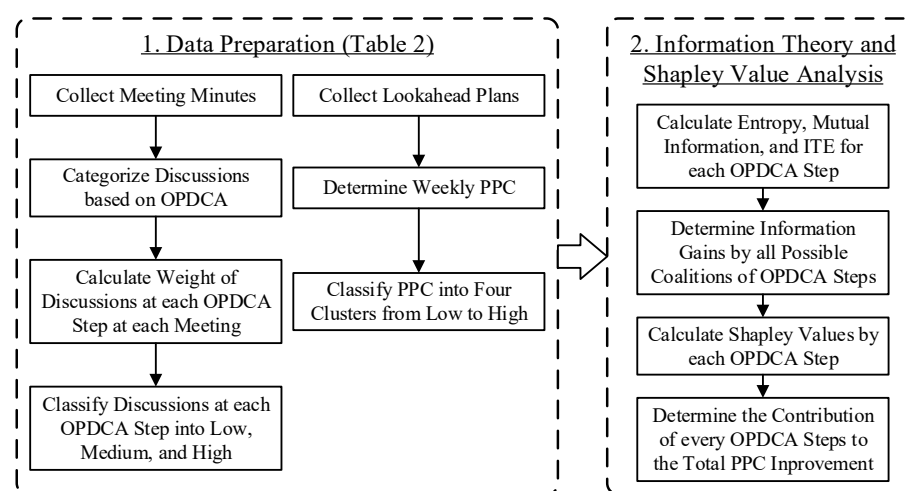 1. Data Preparation (Table 2)
Collect Meeting Minutes
Categorize Discussions
based on OPDCA
Calculate Weight of
Discussions at each OPDCA
Step at each Meeting
Classify Discussions at each
OPDCA Step into Low,
Medium, and High
Collect Lookahead Plans
Determine Weekly PPC
Classify PPC into Four
Clusters from Low to High
2. Information Theory and
Shapley Value Analysis
Calculate Entropy, Mutual
Information, and ITE for
each OPDCA Step
Determine Information
Gains by all Possible
Coalitions of OPDCA Steps
Calculate Shapley Values by
each OPDCA Step
Determine the Contribution
of every OPDCA Steps to
the Total PPC Inprovement